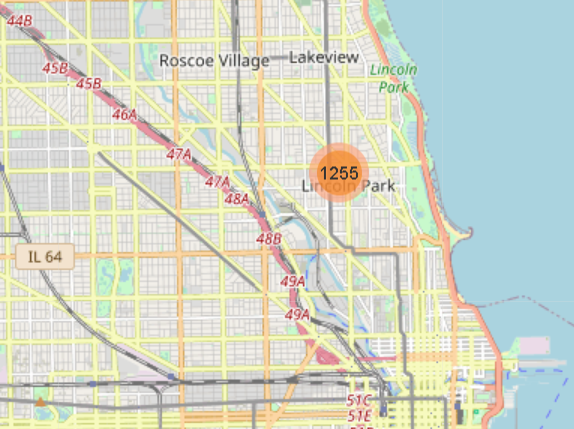 44B
Roscoe Village
Lakeview
45B
45B
Lincoln
Park
46A
47A
1255
47A
Lincoln Park
48A
48B
IL 64
49A
49A
51C
51E